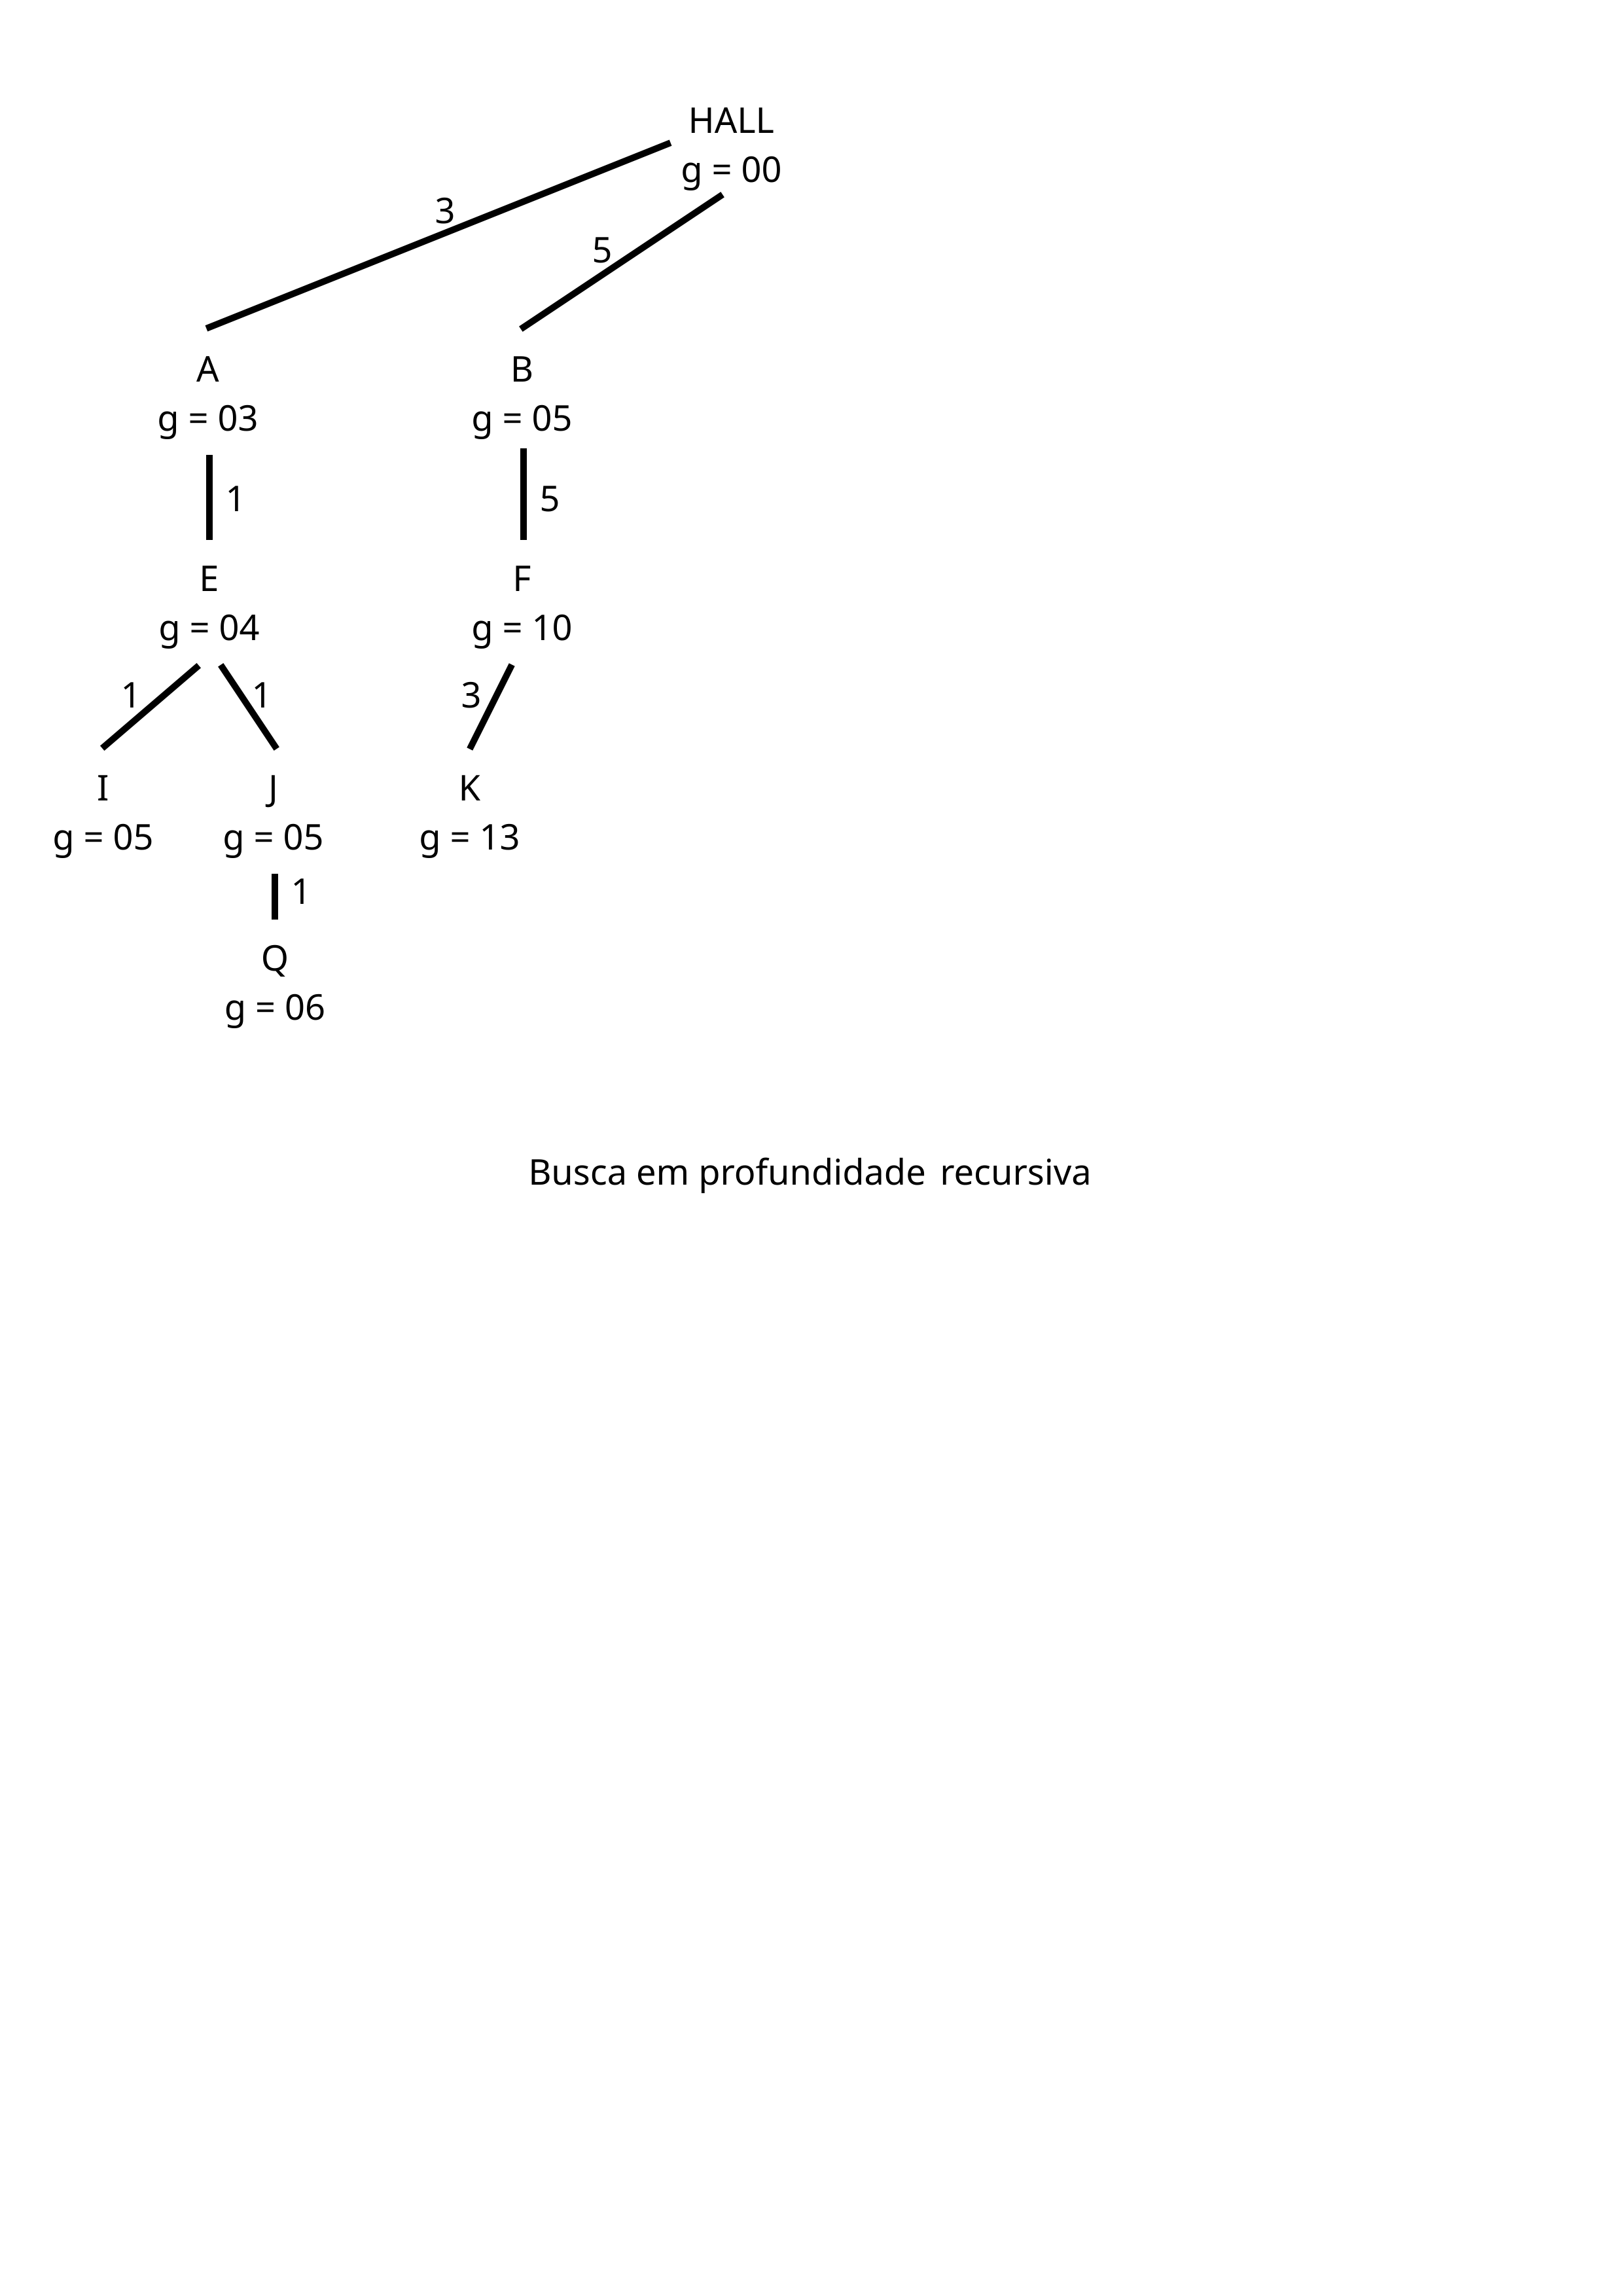 HALL
g = 00
3
5
A
B
g = 03
g = 05
1
5
E
F
g = 04
g = 10
1
1
3
I
J
K
g = 05
g = 05
g = 13
1
Q
g = 06
Busca em profundidade recursiva